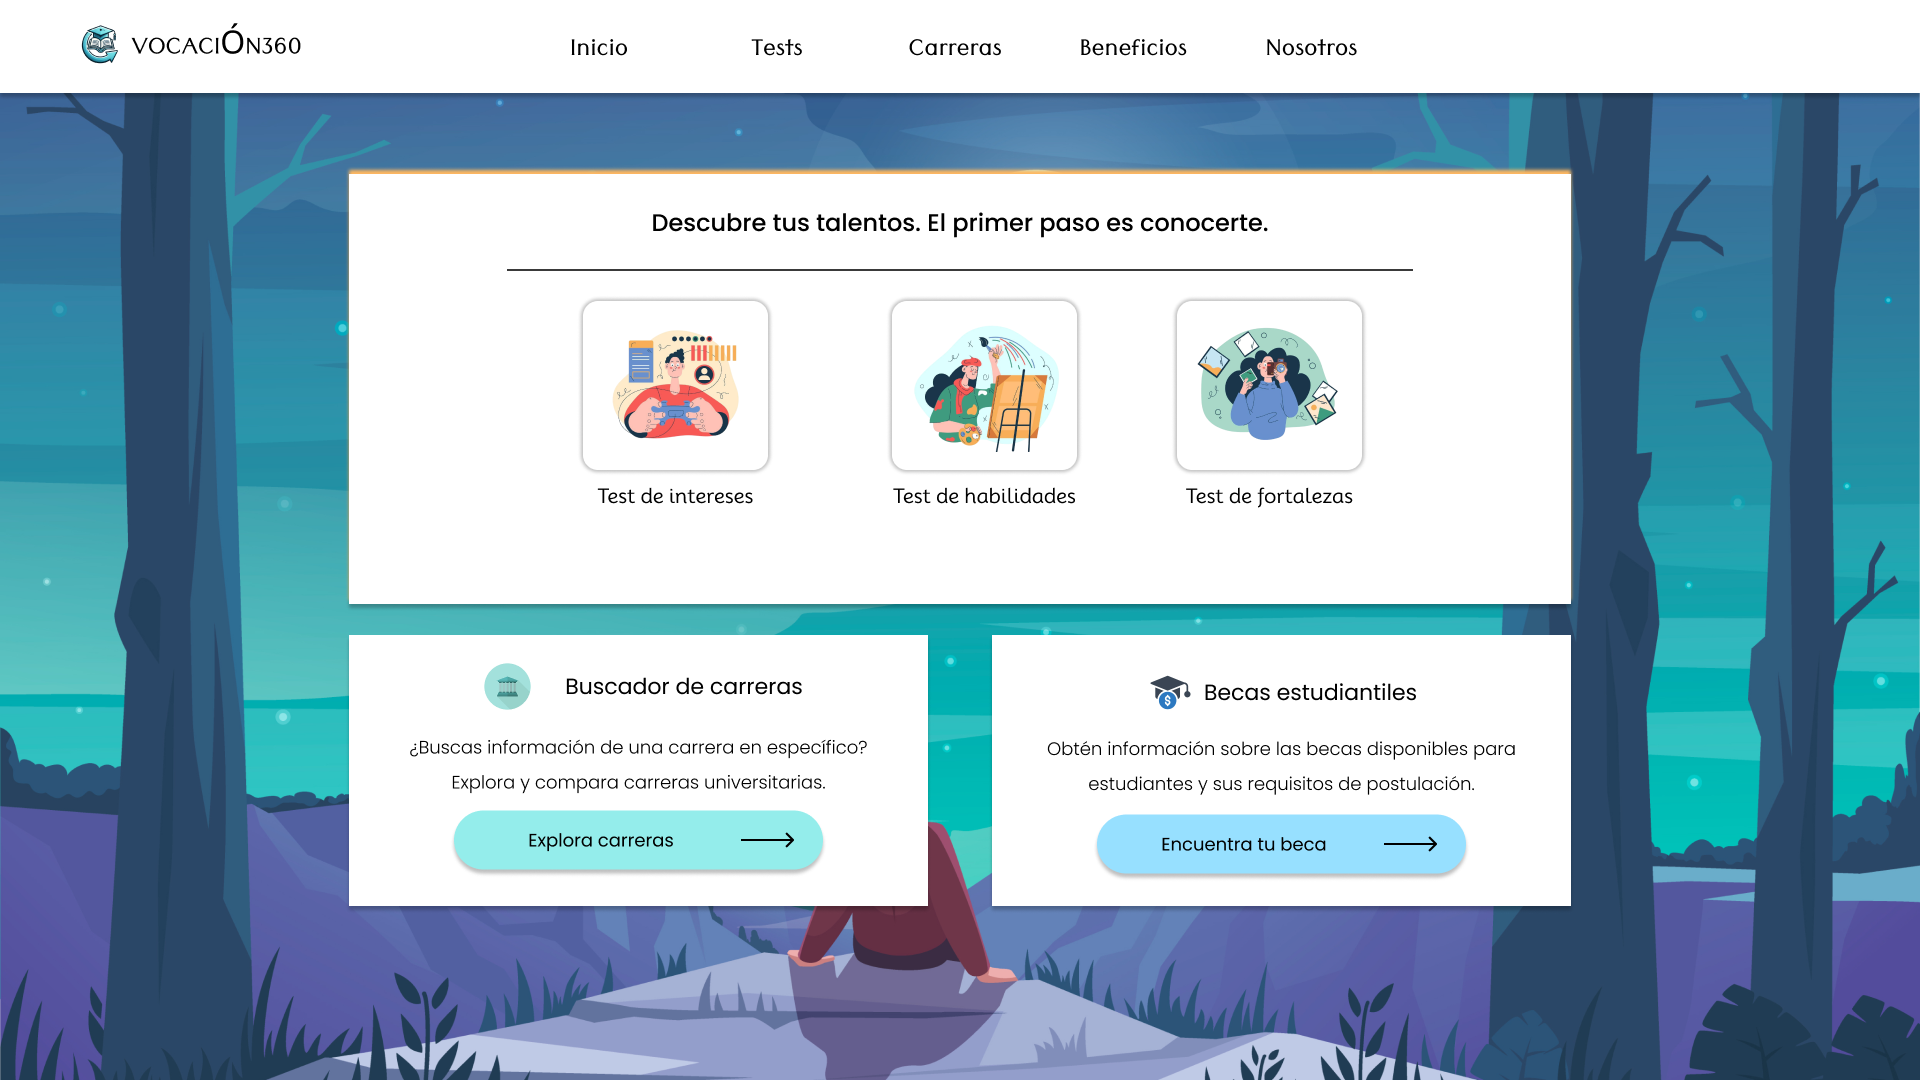 VOCACIÓN360
Inicio
Tests
Carreras
Beneficios
Nosotros
Descubre tus talentos. El primer paso es conocerte.
Test de intereses
Test de habilidades
Test de fortalezas
Buscador de carreras
¿Buscas información de una carrera en específico?
Explora y compara carreras universitarias.
Explora carreras
Becas estudiantiles
Obtén información sobre las becas disponibles para
estudiantes y sus requisitos de postulación.
Encuentra tu beca